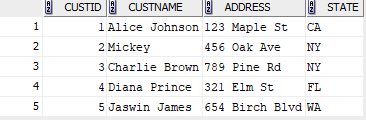 CUSTID CUSTNAME ADDRESS STATE
1 1 Alice Johnson 123 Maple St CA
2 2 Mickey 456 Oak Ave NY
3 3 Charlie Brown 789 Pine Rd NY
4 4 Diana Prince 321 Elm St FL
5 5 Jaswin James 654 Birch Blvd WA